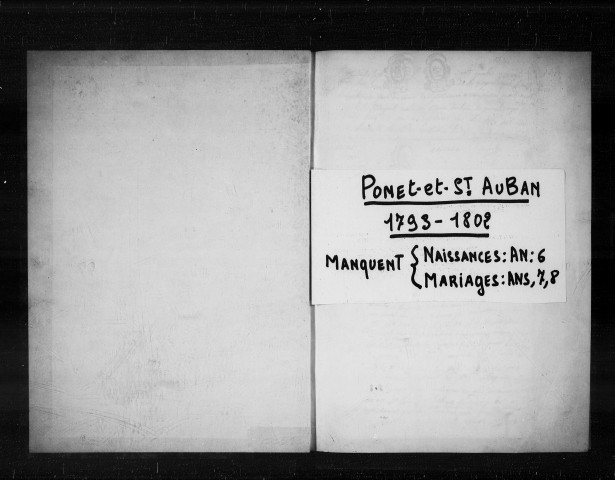 PONET-et-ST AUBAN
1793-1802
MANQUENT { NAISSANCES: AN: 6
MARIAGES: ANS, 7, 8